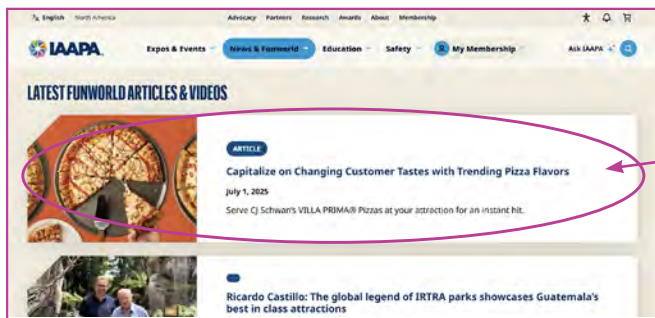 English North America Advocacy Partners Research Awards About Membership
IAAPA Expos & Events News & Funworld Education Safety My Membership Ask IAAPA
LATEST FUNWORLD ARTICLES & VIDEOS
ARTICLE
Capitalize on Changing Customer Tastes with Trending Pizza Flavors
July 1, 2025
Serve CJ Schwan's VILLA PRIMA® Pizzas at your attraction for an instant hit.
Ricardo Castillo: The global legend of IRTRA parks showcases Guatemala's
best in class attractions